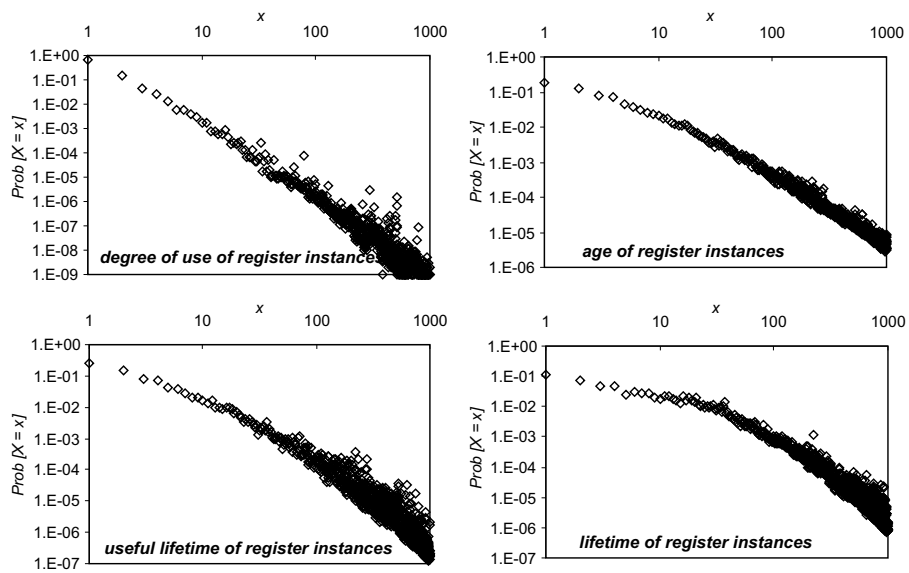 x
1 10 100 1000
1.E+00
1.E-01
1.E-02
1.E-03
1.E-04
1.E-05
1.E-06
1.E-07
1.E-08
1.E-09
Prob [X = x]
degree of use of register instances
x
1 10 100 1000
1.E+00
1.E-01
1.E-02
1.E-03
1.E-04
1.E-05
1.E-06
Prob [X = x]
age of register instances
x
1 10 100 1000
1.E+00
1.E-01
1.E-02
1.E-03
1.E-04
1.E-05
1.E-06
1.E-07
Prob [X = x]
useful lifetime of register instances
x
1 10 100 1000
1.E+00
1.E-01
1.E-02
1.E-03
1.E-04
1.E-05
1.E-06
1.E-07
Prob [X = x]
lifetime of register instances